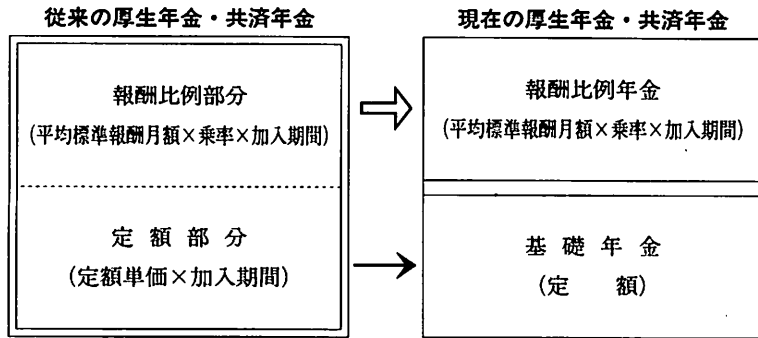 従来の厚生年金・共済年金
報酬比例部分
(平均標準報酬月額×乗率×加入期間)
定額部分
(定額単価×加入期間)
現在の厚生年金・共済年金
報酬比例年金
(平均標準報酬月額×乗率×加入期間)
基礎年金
(定額)